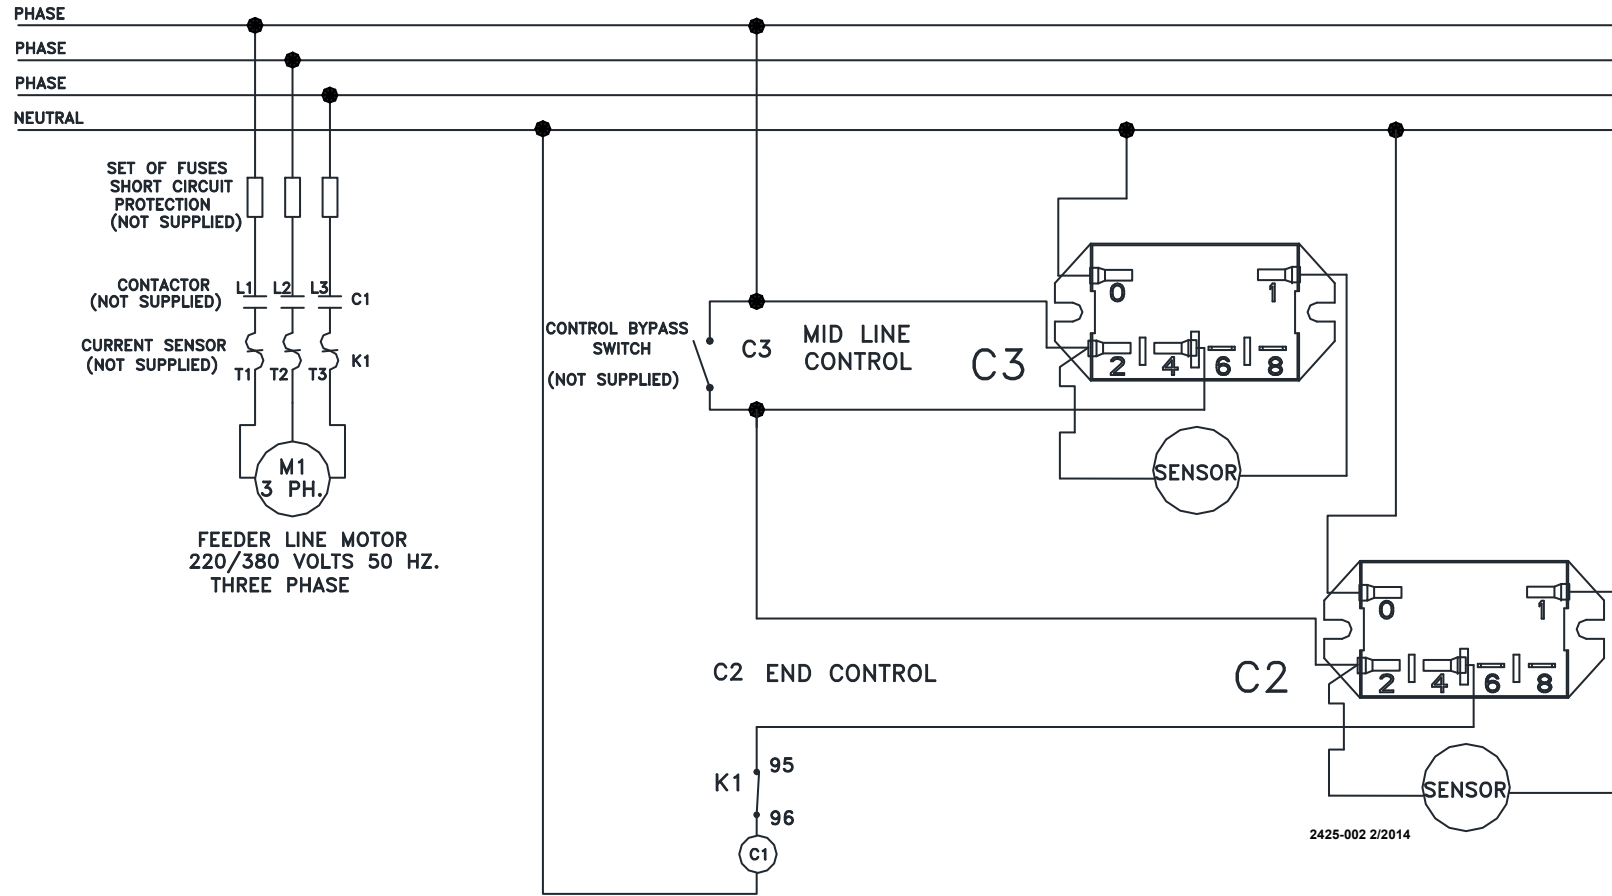 PHASE
PHASE
PHASE
NEUTRAL
SET OF FUSES
SHORT CIRCUIT
PROTECTION
(NOT SUPPLIED)
CONTACTOR
(NOT SUPPLIED)
L1 L2 L3 C1
CURRENT SENSOR
(NOT SUPPLIED)
K1
T1 T2 T3
M1
3 PH.
FEEDER LINE MOTOR
220/380 VOLTS 50 HZ.
THREE PHASE
CONTROL BYPASS
SWITCH
(NOT SUPPLIED)
C3 MID LINE
CONTROL
C3
0 1
2 4 6 8
SENSOR
C2 END CONTROL
C2
0 1
2 4 6 8
SENSOR
K1
95
96
C1
2425-002 2/2014